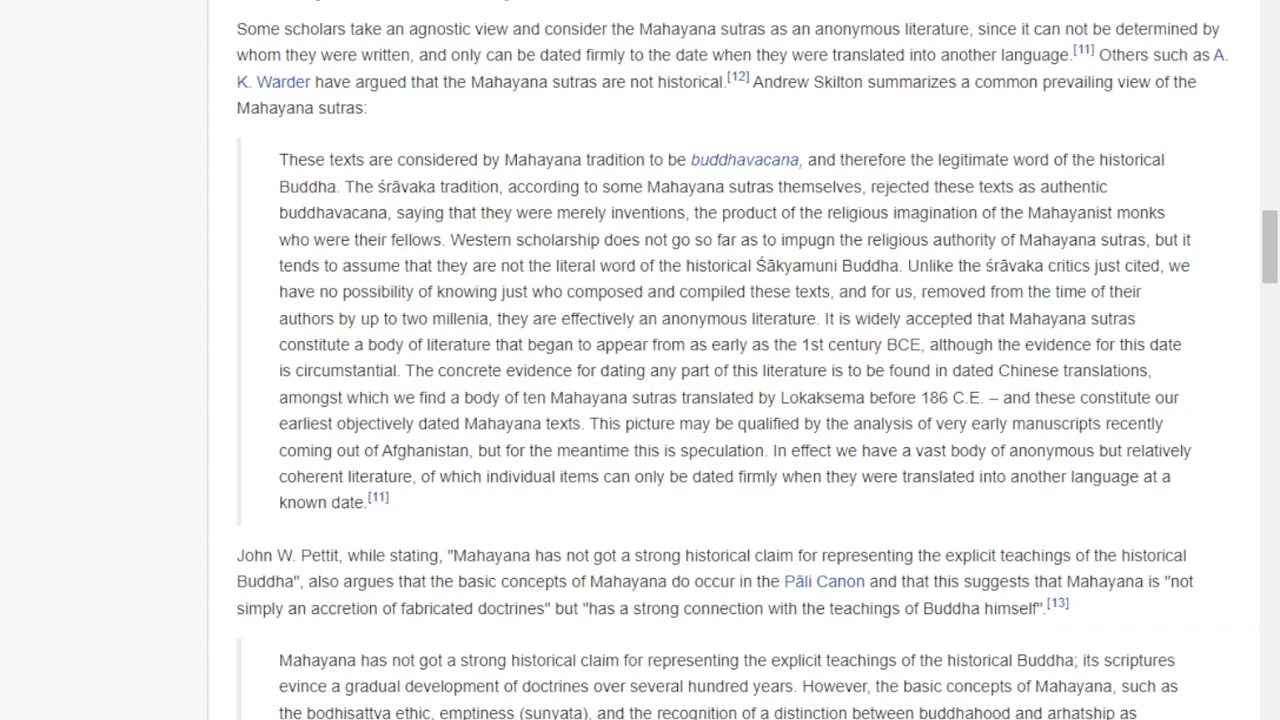 Some scholars take an agnostic view and consider the Mahayana sutras as an anonymous literature, since it can not be determined by
whom they were written, and only can be dated firmly to the date when they were translated into another language.[11] Others such as A.
K. Warder have argued that the Mahayana sutras are not historical.[12] Andrew Skilton summarizes a common prevailing view of the
Mahayana sutras:
These texts are considered by Mahayana tradition to be buddhavacana, and therefore the legitimate word of the historical
Buddha. The śrāvaka tradition, according to some Mahayana sutras themselves, rejected these texts as authentic
buddhavacana, saying that they were merely inventions, the product of the religious imagination of the Mahayanist monks
who were their fellows. Western scholarship does not go so far as to impugn the religious authority of Mahayana sutras, but it
tends to assume that they are not the literal word of the historical Śākyamuni Buddha. Unlike the śrāvaka critics just cited, we
have no possibility of knowing just who composed and compiled these texts, and for us, removed from the time of their
authors by up to two millenia, they are effectively an anonymous literature. It is widely accepted that Mahayana sutras
constitute a body of literature that began to appear from as early as the 1st century BCE, although the evidence for this date
is circumstantial. The concrete evidence for dating any part of this literature is to be found in dated Chinese translations,
amongst which we find a body of ten Mahayana sutras translated by Lokaksema before 186 C.E. – and these constitute our
earliest objectively dated Mahayana texts. This picture may be qualified by the analysis of very early manuscripts recently
coming out of Afghanistan, but for the meantime this is speculation. In effect we have a vast body of anonymous but relatively
coherent literature, of which individual items can only be dated firmly when they were translated into another language at a
known date.[11]
John W. Pettit, while stating, "Mahayana has not got a strong historical claim for representing the explicit teachings of the historical
Buddha", also argues that the basic concepts of Mahayana do occur in the Pāli Canon and that this suggests that Mahayana is "not
simply an accretion of fabricated doctrines" but "has a strong connection with the teachings of Buddha himself".[13]
Mahayana has not got a strong historical claim for representing the explicit teachings of the historical Buddha; its scriptures
evince a gradual development of doctrines over several hundred years. However, the basic concepts of Mahayana, such as
the bodhisattva ethic, emptiness (sunyata), and the recognition of a distinction between buddhahood and arhatship as